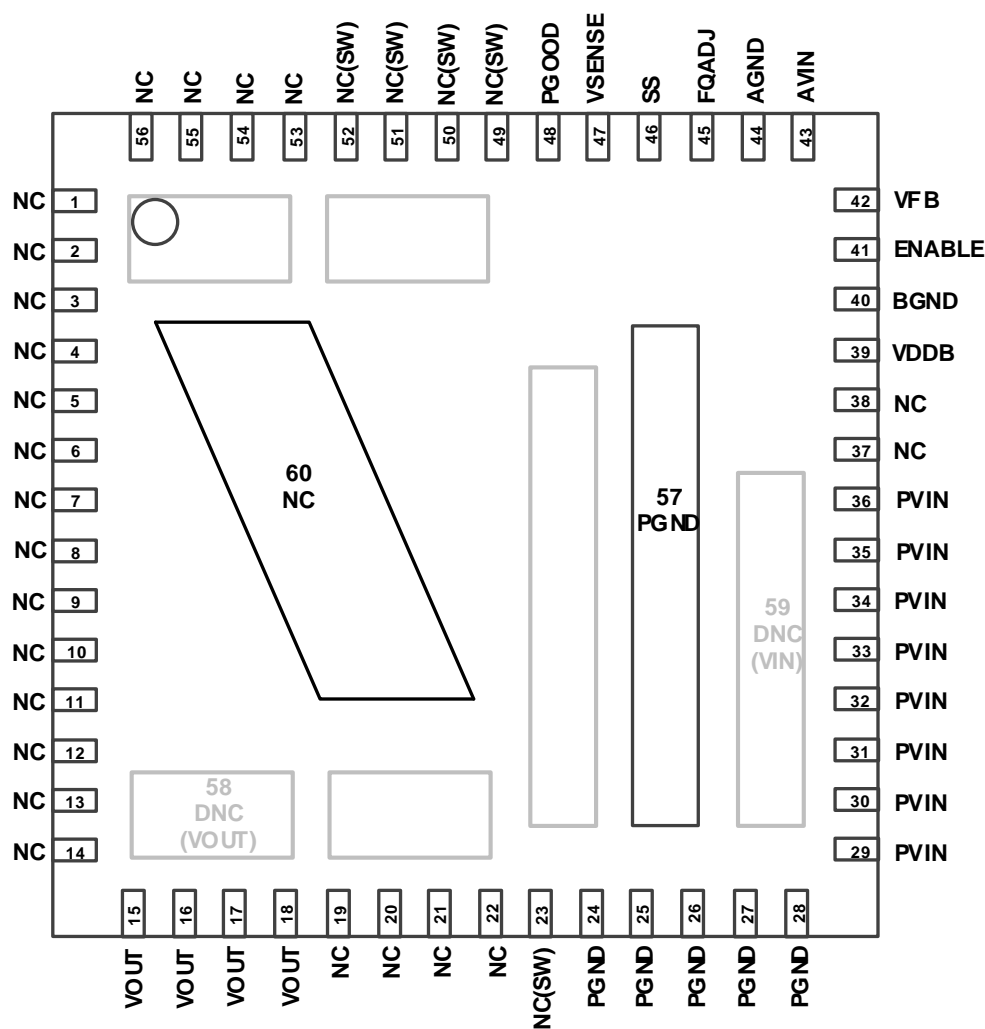 NC
NC
NC
NC
NC(SW)
NC(SW)
NC(SW)
NC(SW)
PGOOD
VSENSE
SS
FQADJ
AGND
AVIN
56
55
54
53
52
51
50
49
48
47
46
45
44
43
NC 1
NC 2
NC 3
NC 4
NC 5
NC 6
NC 7
NC 8
NC 9
NC 10
NC 11
NC 12
NC 13
NC 14
60
NC
57
PGND
59
DNC
(VIN)
58
DNC
(VOUT)
42 VFB
41 ENABLE
40 BGND
39 VDDB
38 NC
37 NC
36 PVIN
35 PVIN
34 PVIN
33 PVIN
32 PVIN
31 PVIN
30 PVIN
29 PVIN
15
16
17
18
19
20
21
22
23
24
25
26
27
28
VOUT
VOUT
VOUT
VOUT
NC
NC
NC
NC
NC(SW)
PGND
PGND
PGND
PGND
PGND